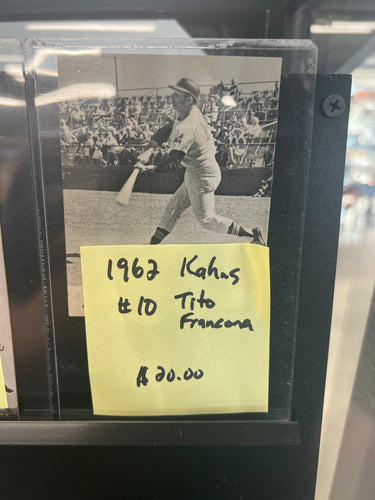 1962 Kahns
#10 Tito
Francona
$20.00